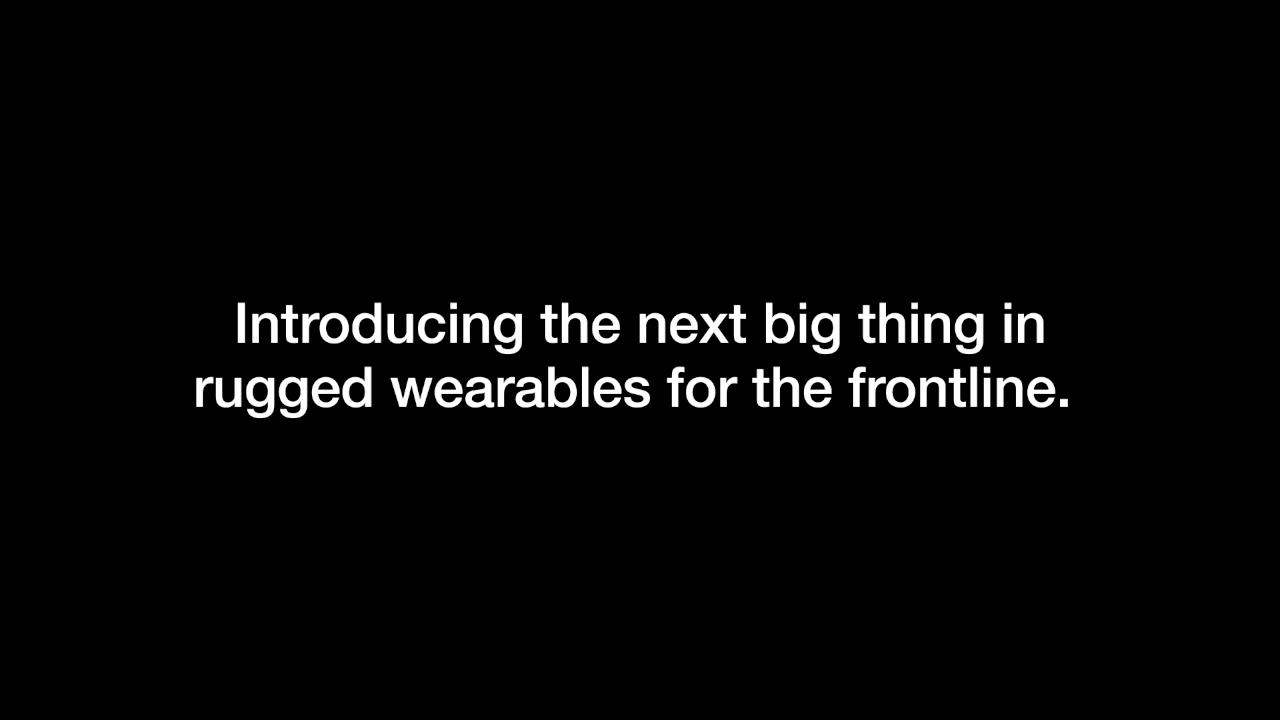 Introducing the next big thing in
rugged wearables for the frontline.